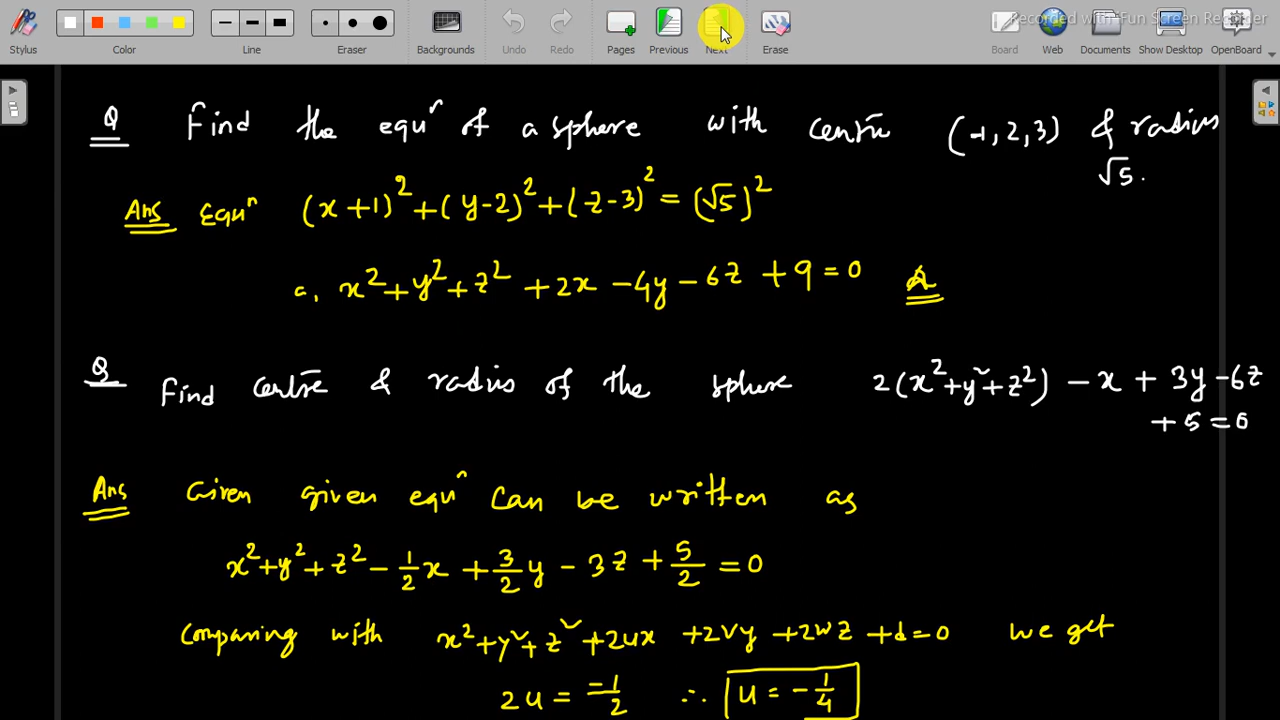 Recorded with iFun Screen Recorder
Stylus Color Line Eraser Backgrounds Undo Redo Pages Previous Next Erase Board Web Documents Show Desktop OpenBoard
Q Find the equⁿ of a sphere with centre (-1, 2, 3) & radius
√5.
Ans Equⁿ (x+1)² + (y-2)² + (z-3)² = (√5)²
x² + y² + z² + 2x - 4y - 6z + 9 = 0 A
Q Find centre & radius of the sphere 2(x²+y²+z²) - x + 3y - 6z
+ 5 = 0
Ans Given given equⁿ can be written as
x² + y² + z² - 1/2 x + 3/2 y - 3z + 5/2 = 0
Comparing with x² + y² + z² + 2ux + 2vy + 2wz + d = 0 we get
2u = -1/2 ∴ u = -1/4